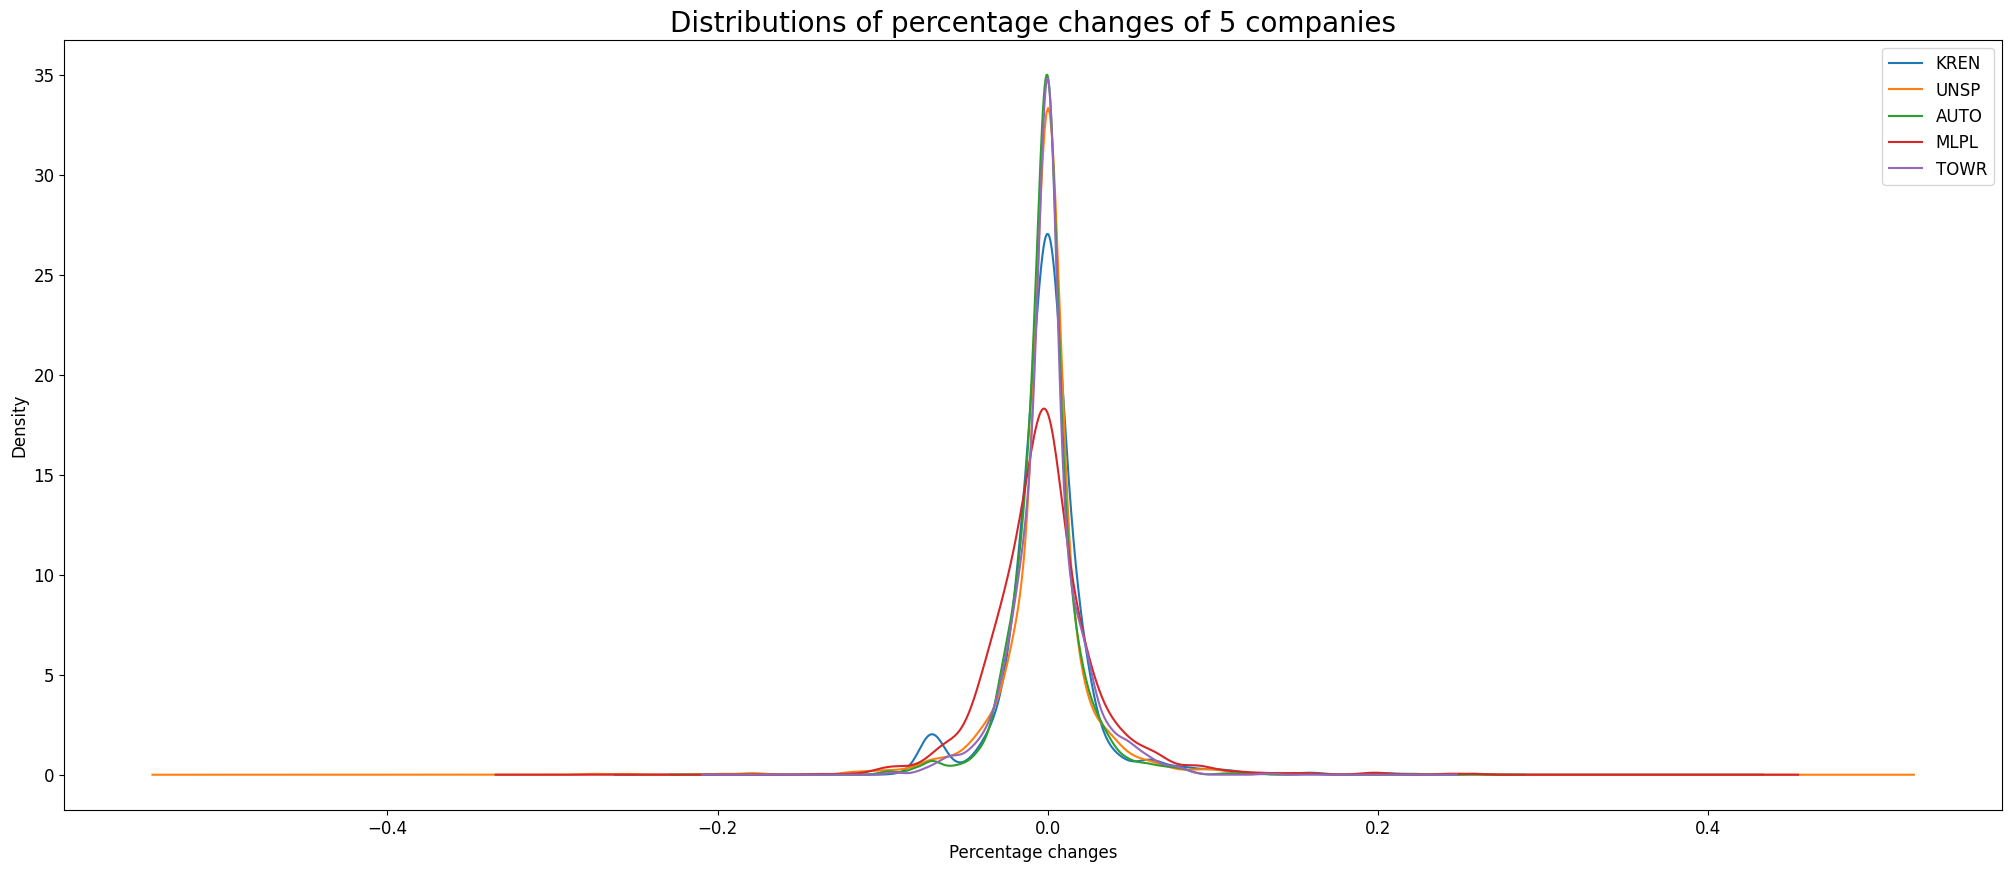 Distributions of percentage changes of 5 companies
KREN
UNSP
AUTO
MLPL
TOWR
35
30
25
20
15
10
5
0
Density
−0.4
−0.2
0.0
0.2
0.4
Percentage changes